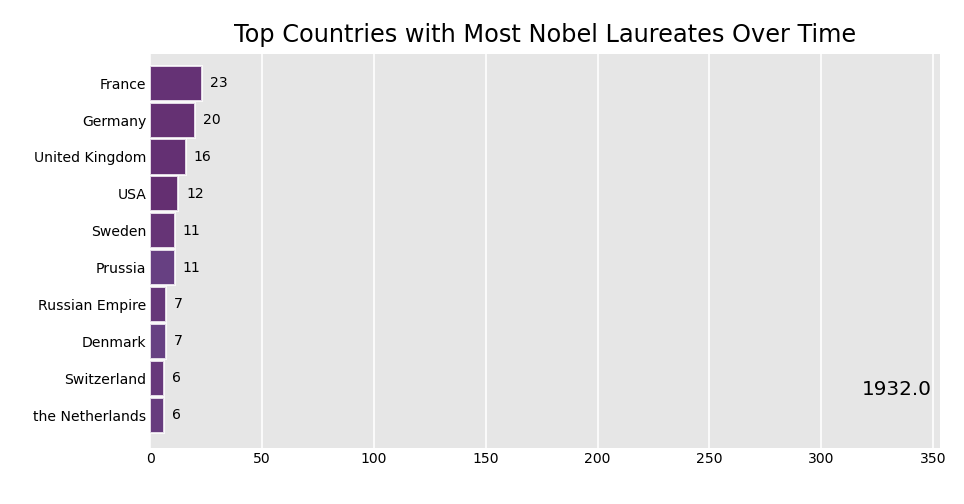 Top Countries with Most Nobel Laureates Over Time
France 23
Germany 20
United Kingdom 16
USA 12
Sweden 11
Prussia 11
Russian Empire 7
Denmark 7
Switzerland 6
1932.0
the Netherlands 6
0 50 100 150 200 250 300 350